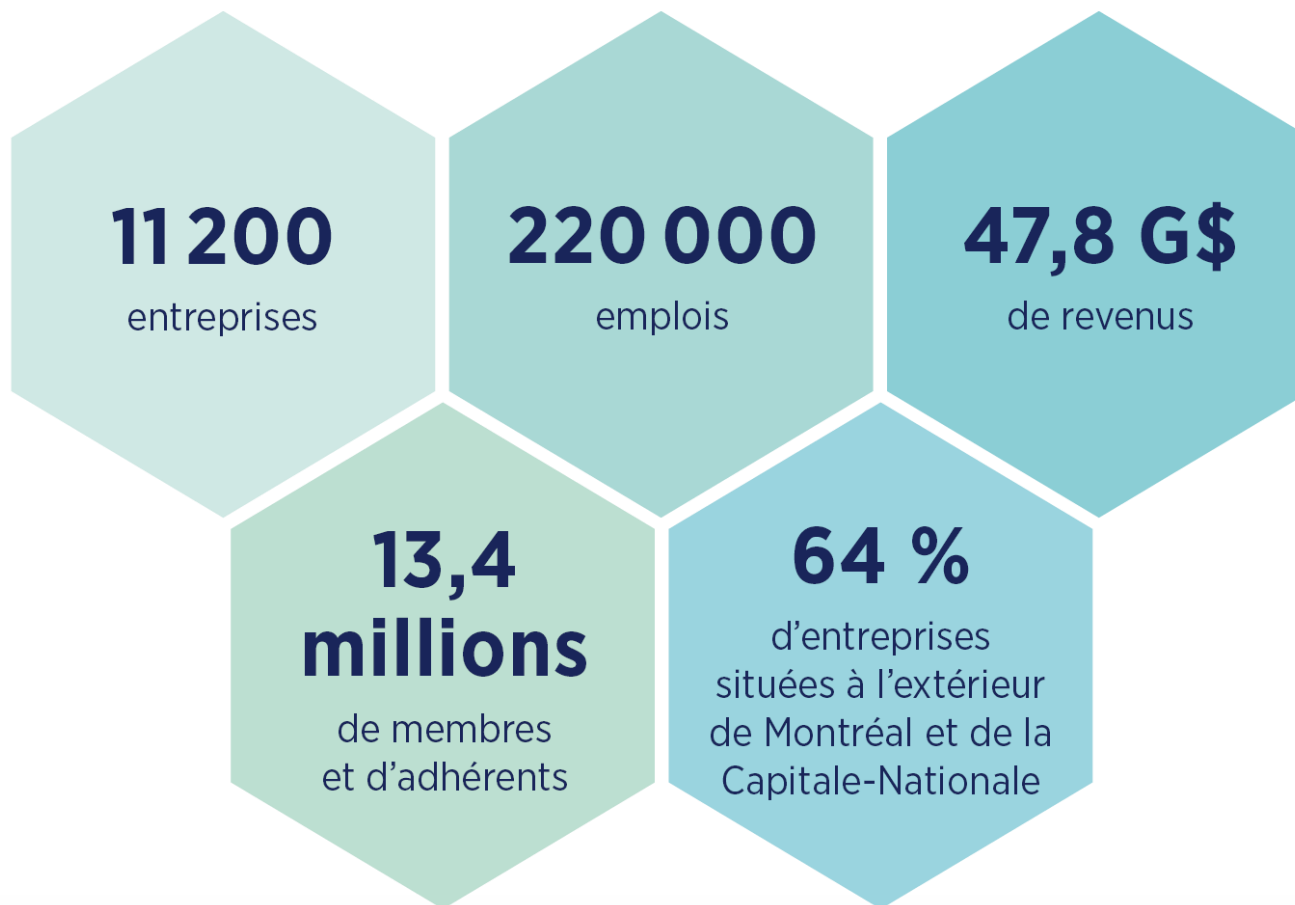 11 200
entreprises
220 000
emplois
47,8 G$
de revenus
13,4
millions
de membres
et d'adhérents
64 %
d'entreprises
situées à l'extérieur
de Montréal et de la
Capitale-Nationale